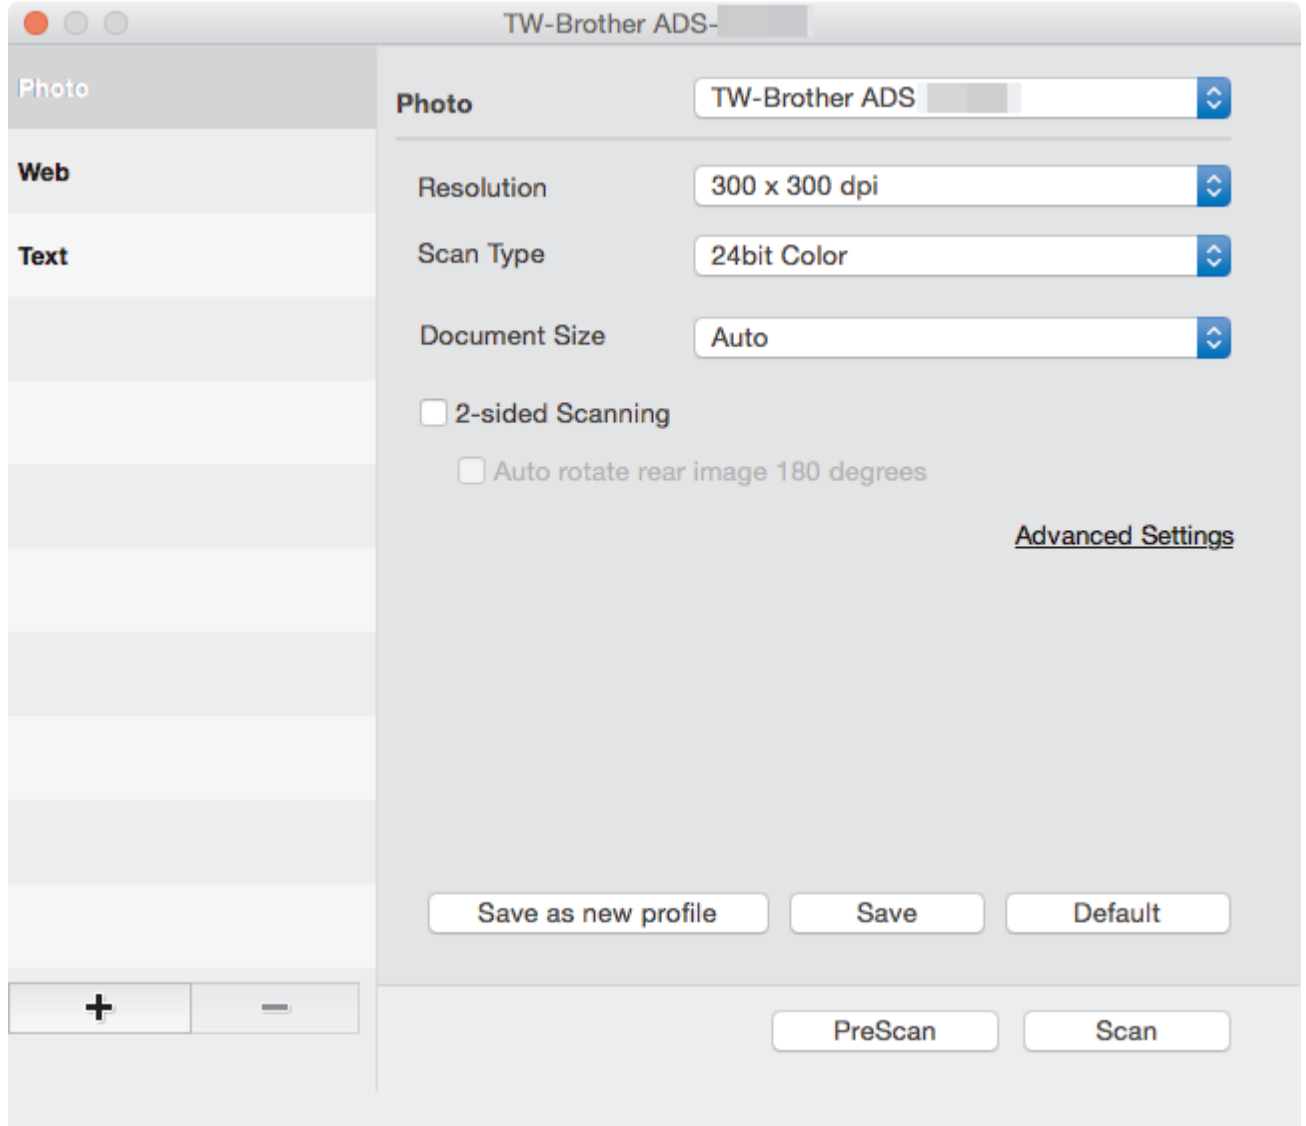 TW-Brother ADS-
Photo
Web
Text
Photo
TW-Brother ADS
Resolution
300 x 300 dpi
Scan Type
24bit Color
Document Size
Auto
2-sided Scanning
Auto rotate rear image 180 degrees
Advanced Settings
Save as new profile
Save
Default
+
−
PreScan
Scan